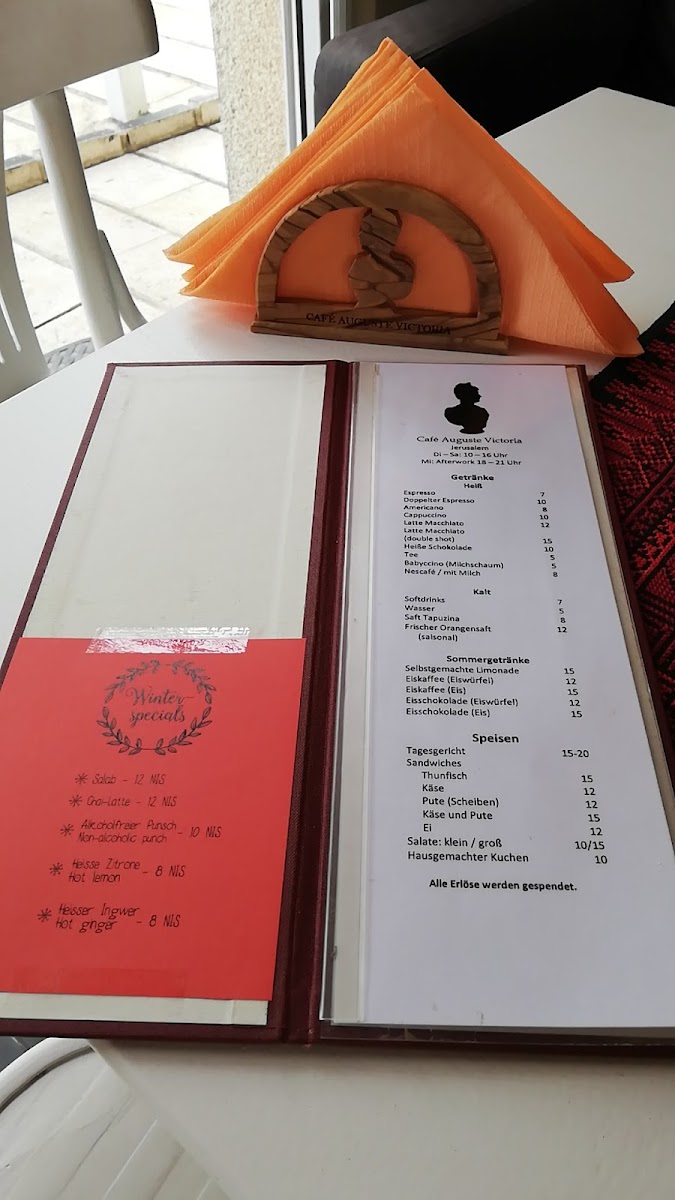 CAFÉ AUGUSTE VICTORIA
Winter
specials
Salab - 12 NIS
Chai-Latte - 12 NIS
Alkoholfreier Punsch
Non-alcoholic punch - 10 NIS
Heisse Zitrone
Hot lemon - 8 NIS
Heisser Ingwer
Hot ginger - 8 NIS
Café Auguste Victoria
Jerusalem
Di – Sa: 10 – 16 Uhr
Mi: Afterwork 18 – 21 Uhr
Getränke
Heiß
Espresso 7
Doppelter Espresso 10
Americano 8
Cappuccino 10
Latte Macchiato 12
Latte Macchiato
(double shot) 15
Heiße Schokolade 10
Tee 5
Babyccino (Milchschaum) 5
Nescafé / mit Milch 8
Kalt
Softdrinks 7
Wasser 5
Saft Tapuzina 8
Frischer Orangensaft 12
(saisonal)
Sommergetränke
Selbstgemachte Limonade 15
Eiskaffee (Eiswürfel) 12
Eiskaffee (Eis) 15
Eisschokolade (Eiswürfel) 12
Eisschokolade (Eis) 15
Speisen
Tagesgericht 15-20
Sandwiches
Thunfisch 15
Käse 12
Pute (Scheiben) 12
Käse und Pute 15
Ei 12
Salate: klein / groß 10/15
Hausgemachter Kuchen 10
Alle Erlöse werden gespendet.